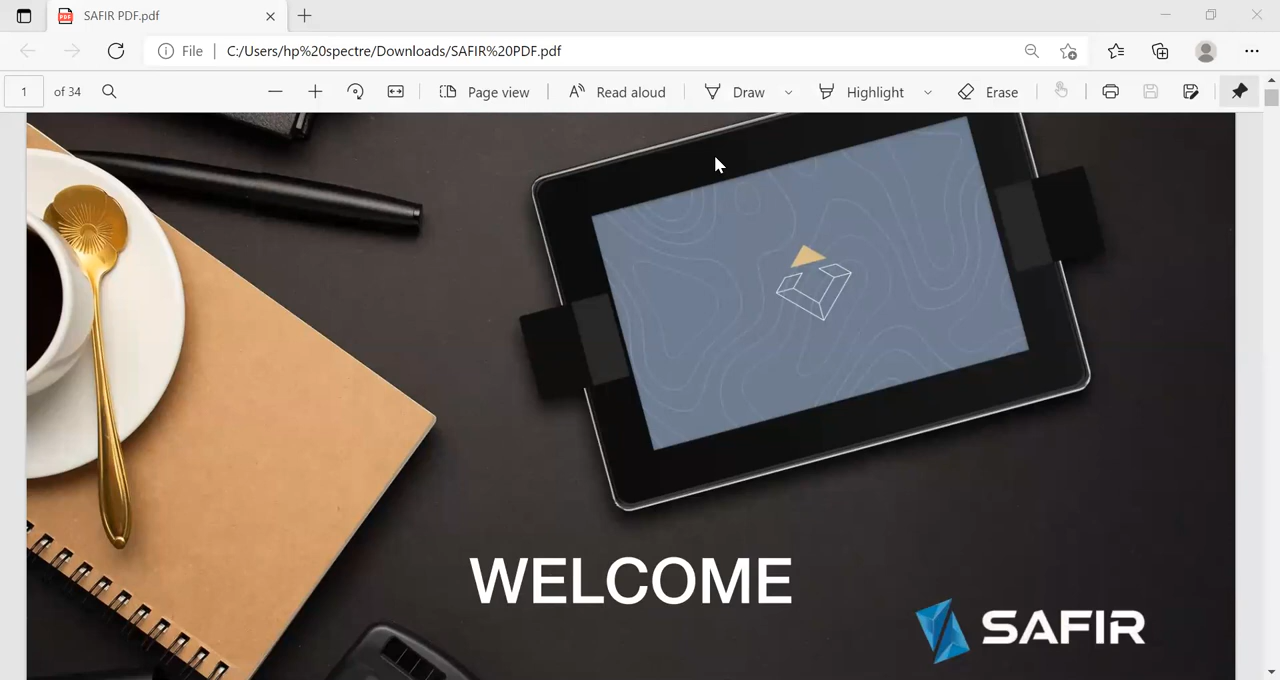 SAFIR PDF.pdf
File | C:/Users/hp%20spectre/Downloads/SAFIR%20PDF.pdf
1 of 34 Page view Read aloud Draw Highlight Erase
WELCOME
SAFIR